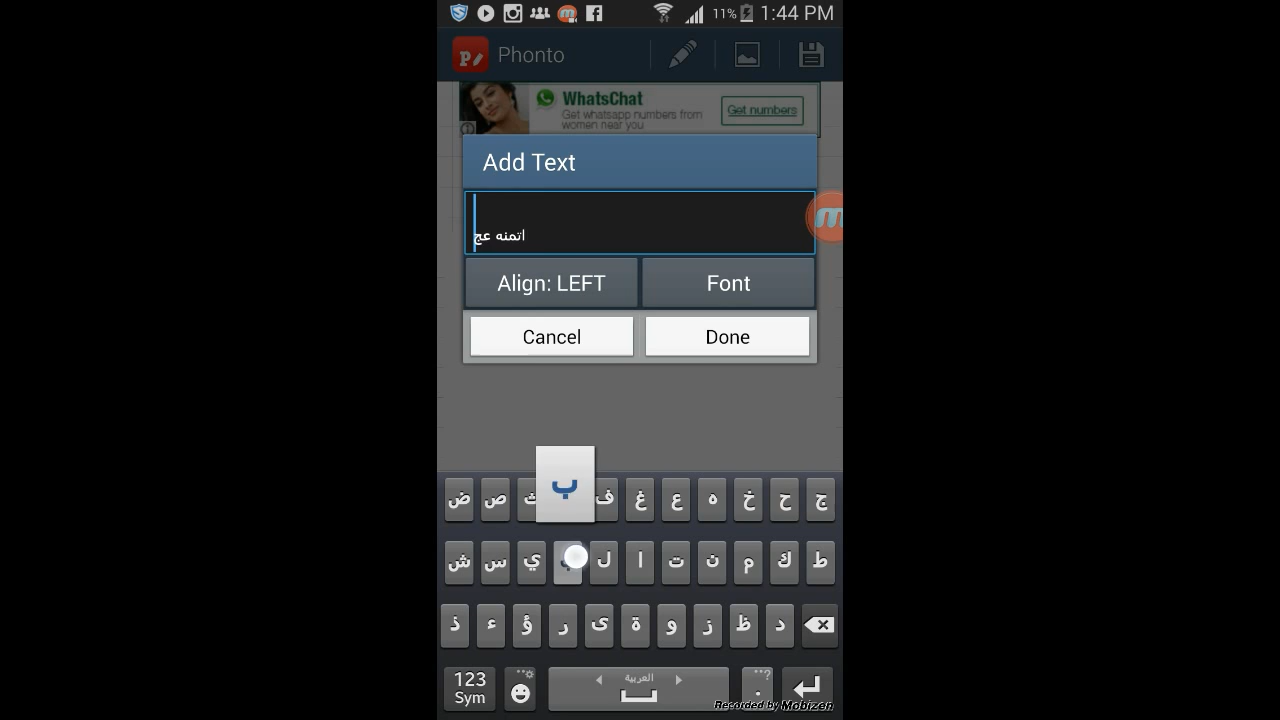 11% 1:44 PM
Phonto
WhatsChat
Get whatsapp numbers from
women near you
Get numbers
Add Text
اتمنه عج
Align: LEFT
Font
Cancel
Done
ب
ض ص ث ف غ ع ه خ ح ج
ش س ي ب ل ا ت ن م ك ط
ذ ء ؤ ر ى ة و ز ظ د
123
Sym
العربية
Recorded by Mobizen